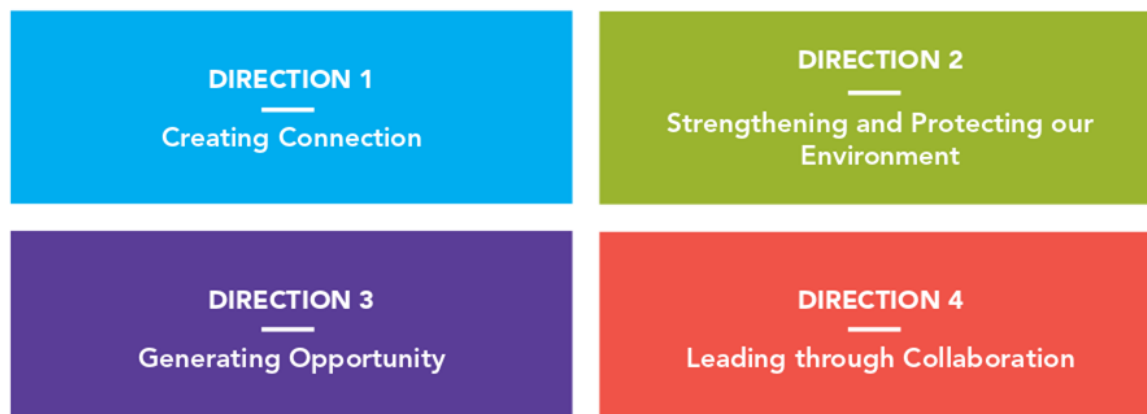 DIRECTION 1
Creating Connection
DIRECTION 2
Strengthening and Protecting our
Environment
DIRECTION 3
Generating Opportunity
DIRECTION 4
Leading through Collaboration